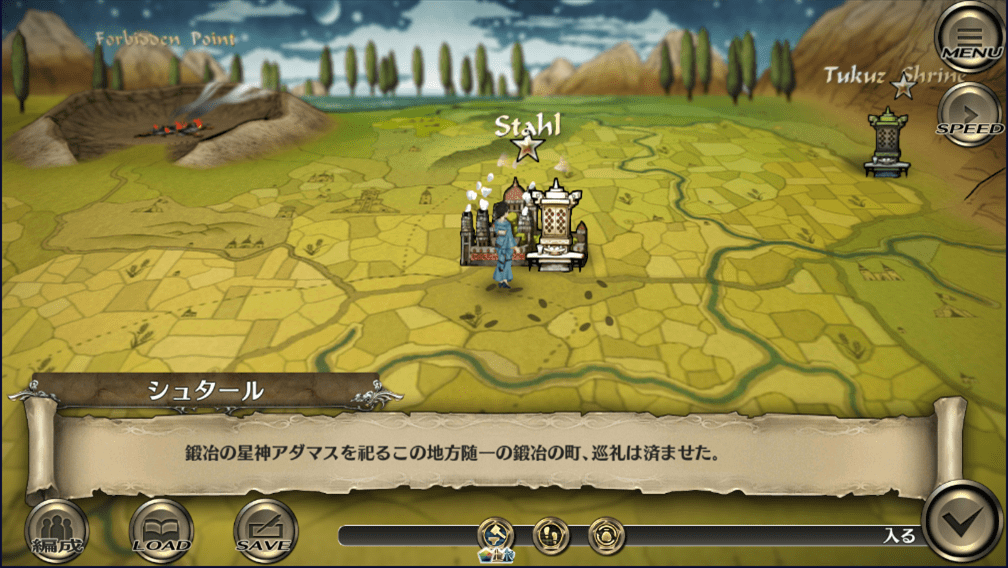 Forbidden Point
MENU
Tukuz Shrine
SPEED
Stahl
シュタール
鍛冶の星神アダマスを祀るこの地方随一の鍛冶の町、巡礼は済ませた。
編成
LOAD
SAVE
入る